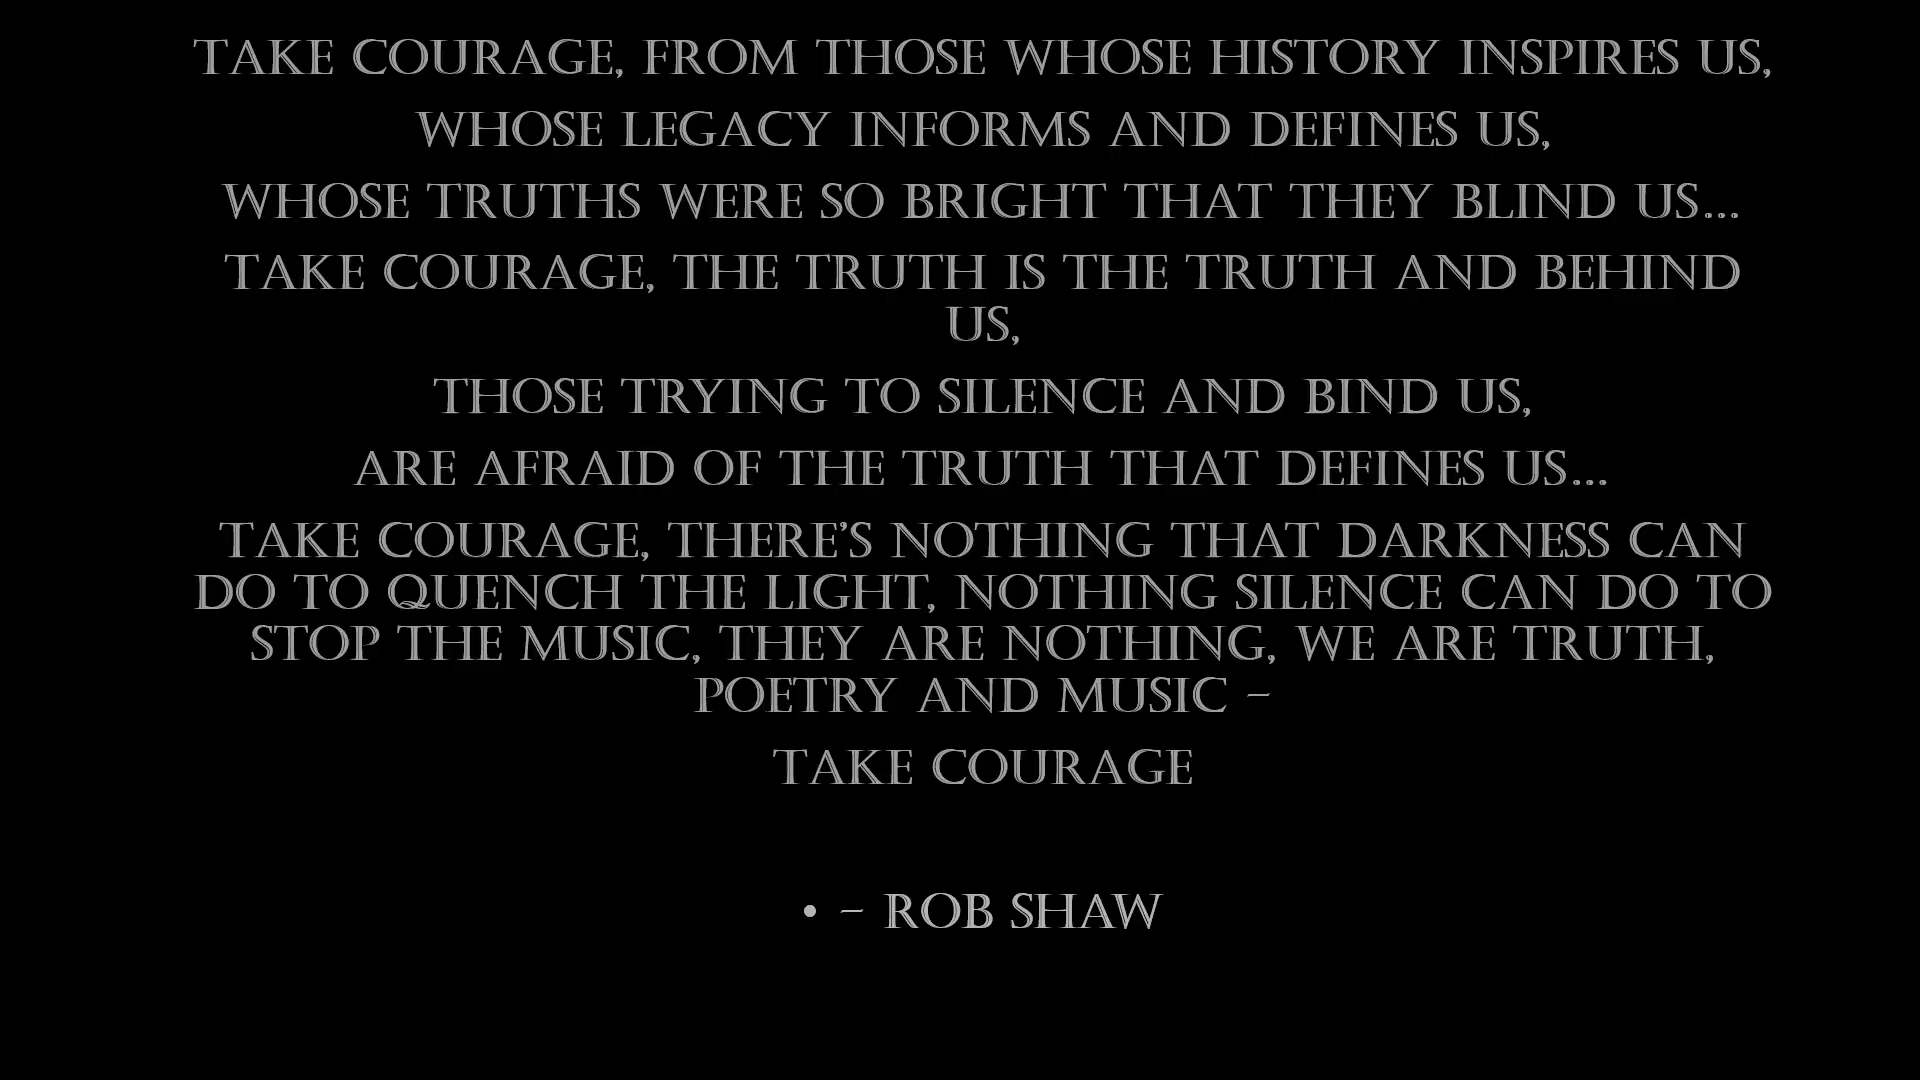 TAKE COURAGE, FROM THOSE WHOSE HISTORY INSPIRES US,
WHOSE LEGACY INFORMS AND DEFINES US,
WHOSE TRUTHS WERE SO BRIGHT THAT THEY BLIND US...
TAKE COURAGE, THE TRUTH IS THE TRUTH AND BEHIND
US,
THOSE TRYING TO SILENCE AND BIND US,
ARE AFRAID OF THE TRUTH THAT DEFINES US...
TAKE COURAGE, THERE’S NOTHING THAT DARKNESS CAN
DO TO QUENCH THE LIGHT, NOTHING SILENCE CAN DO TO
STOP THE MUSIC, THEY ARE NOTHING, WE ARE TRUTH,
POETRY AND MUSIC –
TAKE COURAGE
• – ROB SHAW